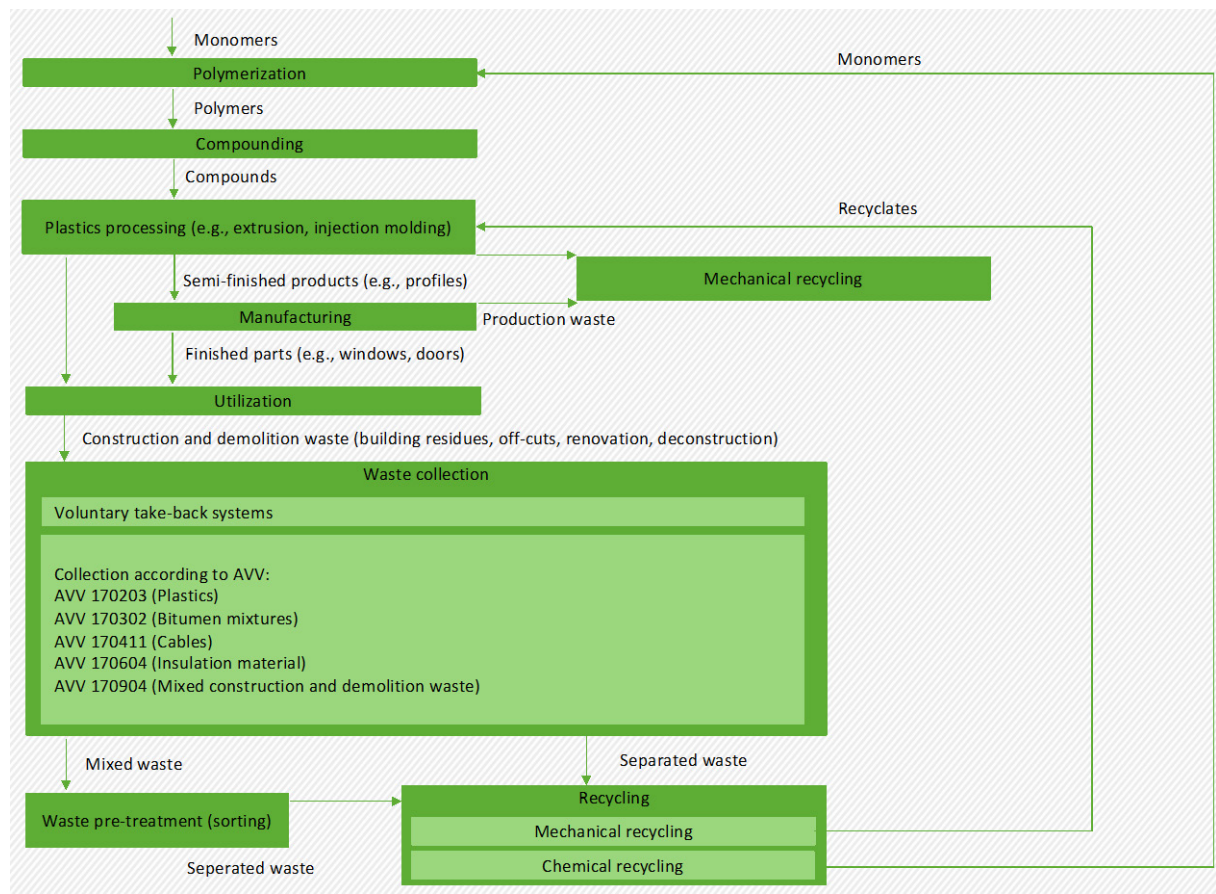 Monomers
Monomers
Polymerization
Polymers
Compounding
Compounds
Recyclates
Plastics processing (e.g., extrusion, injection molding)
Semi-finished products (e.g., profiles)
Mechanical recycling
Manufacturing
Production waste
Finished parts (e.g., windows, doors)
Utilization
Construction and demolition waste (building residues, off-cuts, renovation, deconstruction)
Waste collection
Voluntary take-back systems
Collection according to AVV:
AVV 170203 (Plastics)
AVV 170302 (Bitumen mixtures)
AVV 170411 (Cables)
AVV 170604 (Insulation material)
AVV 170904 (Mixed construction and demolition waste)
Mixed waste
Separated waste
Waste pre-treatment (sorting)
Seperated waste
Recycling
Mechanical recycling
Chemical recycling